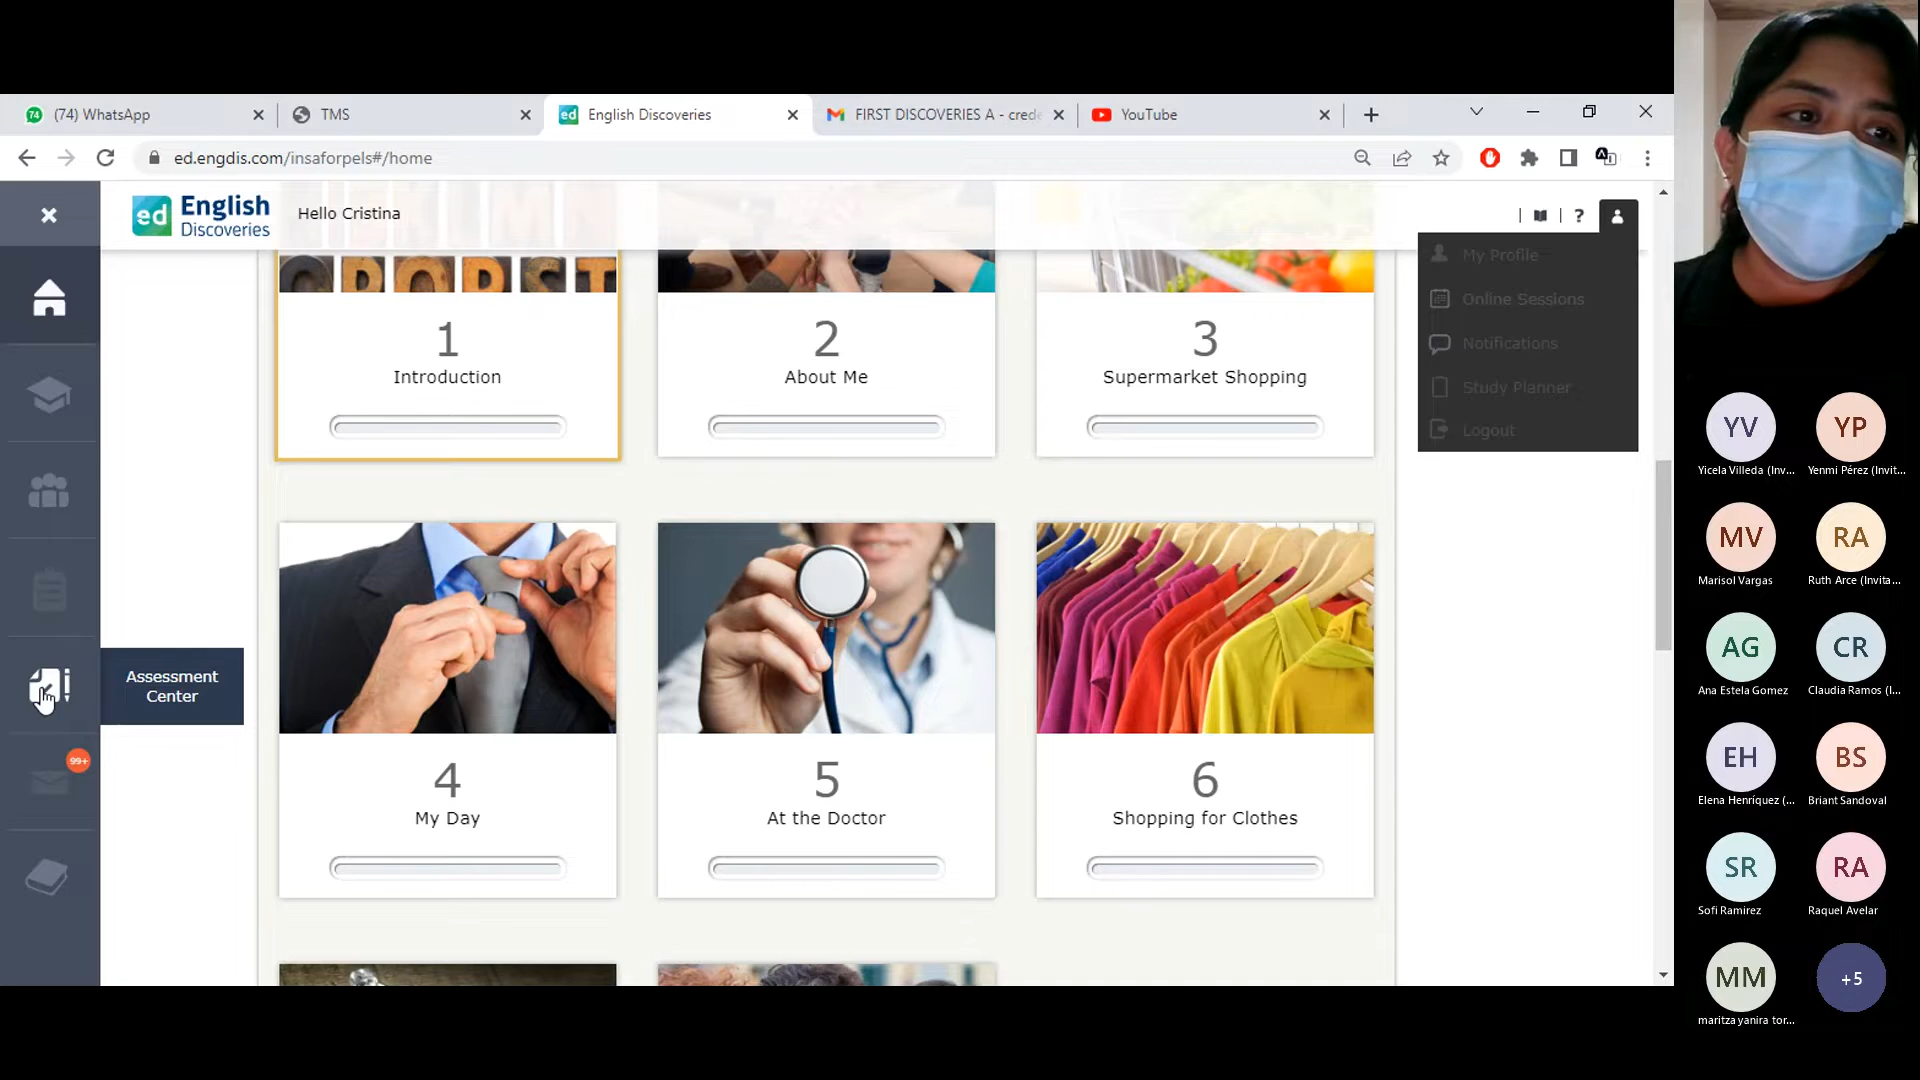 (74) WhatsApp
TMS
English Discoveries
FIRST DISCOVERIES A - crede
YouTube
ed.engdis.com/insaforpels#/home
ed English Discoveries
Hello Cristina
?
My Profile
Online Sessions
Notifications
Study Planner
Logout
1
Introduction
2
About Me
3
Supermarket Shopping
Assessment
Center
99+
4
My Day
5
At the Doctor
6
Shopping for Clothes
YV
Yicela Villeda (Inv...
YP
Yenmi Pérez (Invit...
MV
Marisol Vargas
RA
Ruth Arce (Invita...
AG
Ana Estela Gomez
CR
Claudia Ramos (I...
EH
Elena Henríquez (...
BS
Briant Sandoval
SR
Sofi Ramirez
RA
Raquel Avelar
MM
maritza yanira tor...
+5